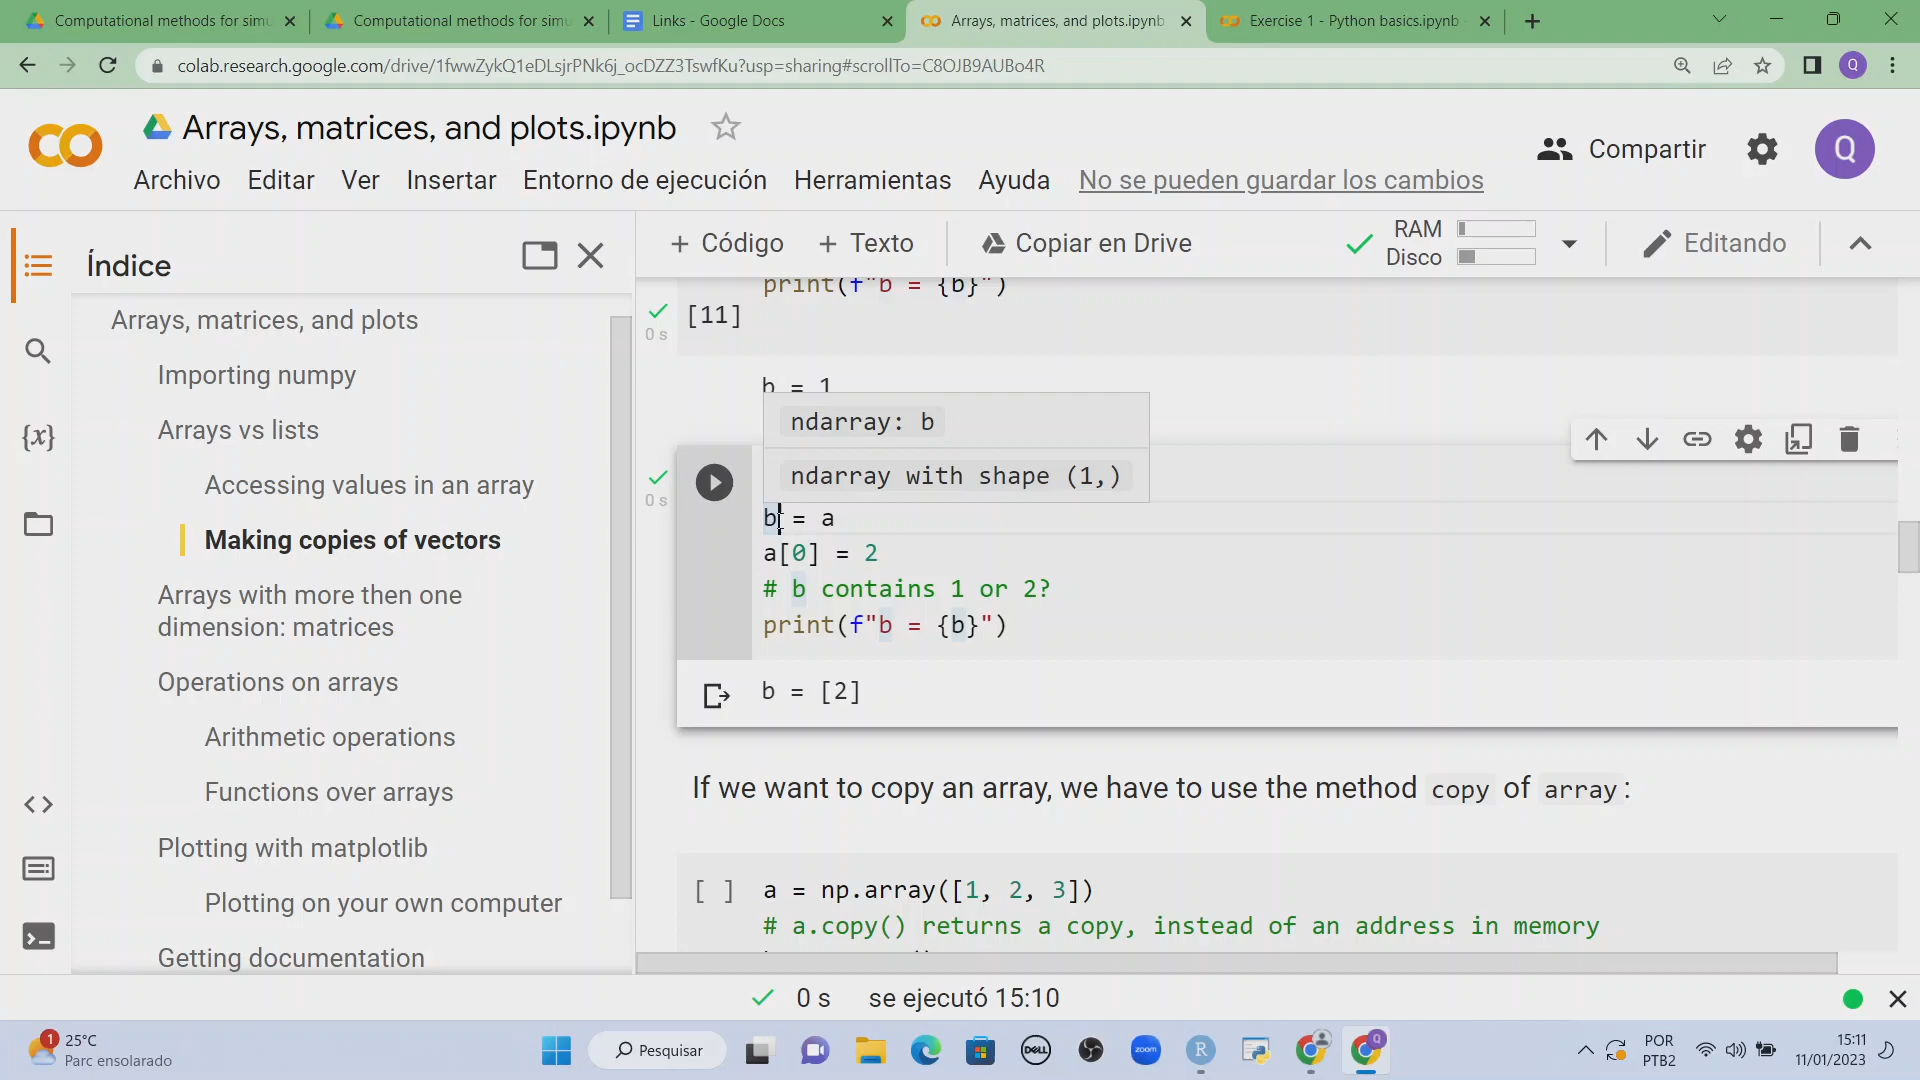 Computational methods for simu
Computational methods for simu
Links - Google Docs
Arrays, matrices, and plots.ipynb
Exercise 1 - Python basics.ipynb
colab.research.google.com/drive/1fwwZykQ1eDLsjrPNk6j_ocDZZ3TswfKu?usp=sharing#scrollTo=C8OJB9AUBo4R
Q
Arrays, matrices, and plots.ipynb
Compartir
Q
Archivo Editar Ver Insertar Entorno de ejecución Herramientas Ayuda No se pueden guardar los cambios
Índice
+ Código + Texto Copiar en Drive
RAM
Disco
Editando
Arrays, matrices, and plots
Importing numpy
Arrays vs lists
Accessing values in an array
Making copies of vectors
Arrays with more then one
dimension: matrices
Operations on arrays
Arithmetic operations
Functions over arrays
Plotting with matplotlib
Plotting on your own computer
Getting documentation
{x}
print(f"b = {b}")
[11]
0 s
b = 1
ndarray: b
ndarray with shape (1,)
0 s
b = a
a[0] = 2
# b contains 1 or 2?
print(f"b = {b}")
b = [2]
If we want to copy an array, we have to use the method copy of array:
[ ] a = np.array([1, 2, 3])
# a.copy() returns a copy, instead of an address in memory
0 s se ejecutó 15:10
1
25°C
Parc ensolarado
Pesquisar
DELL
zoom
R
Q
POR
PTB2
15:11
11/01/2023